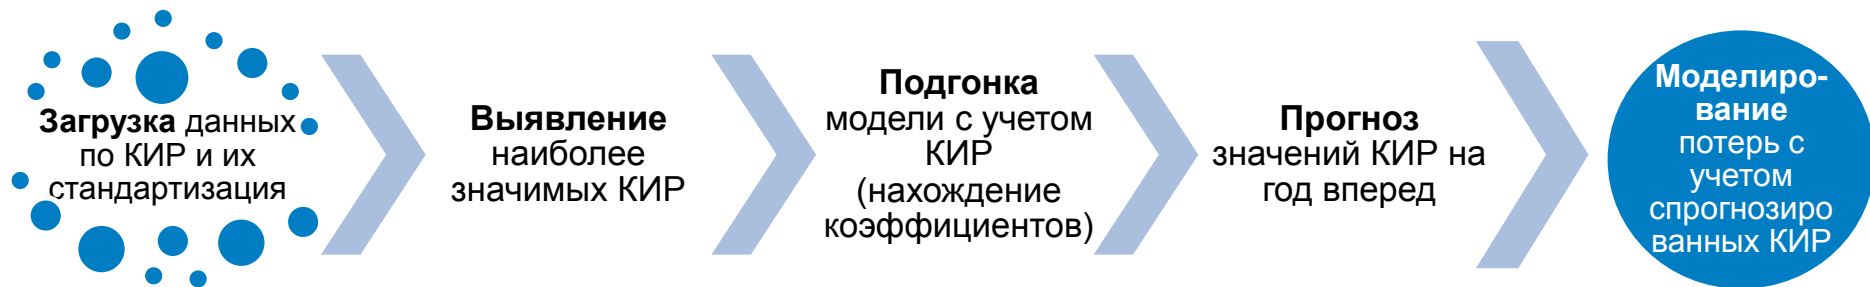 Загрузка данных
по КИР и их
стандартизация
Выявление
наиболее
значимых КИР
Подгонка
модели с учетом
КИР
(нахождение
коэффициентов)
Прогноз
значений КИР на
год вперед
Моделиро-
вание
потерь с
учетом
спрогнозиро
ванных КИР